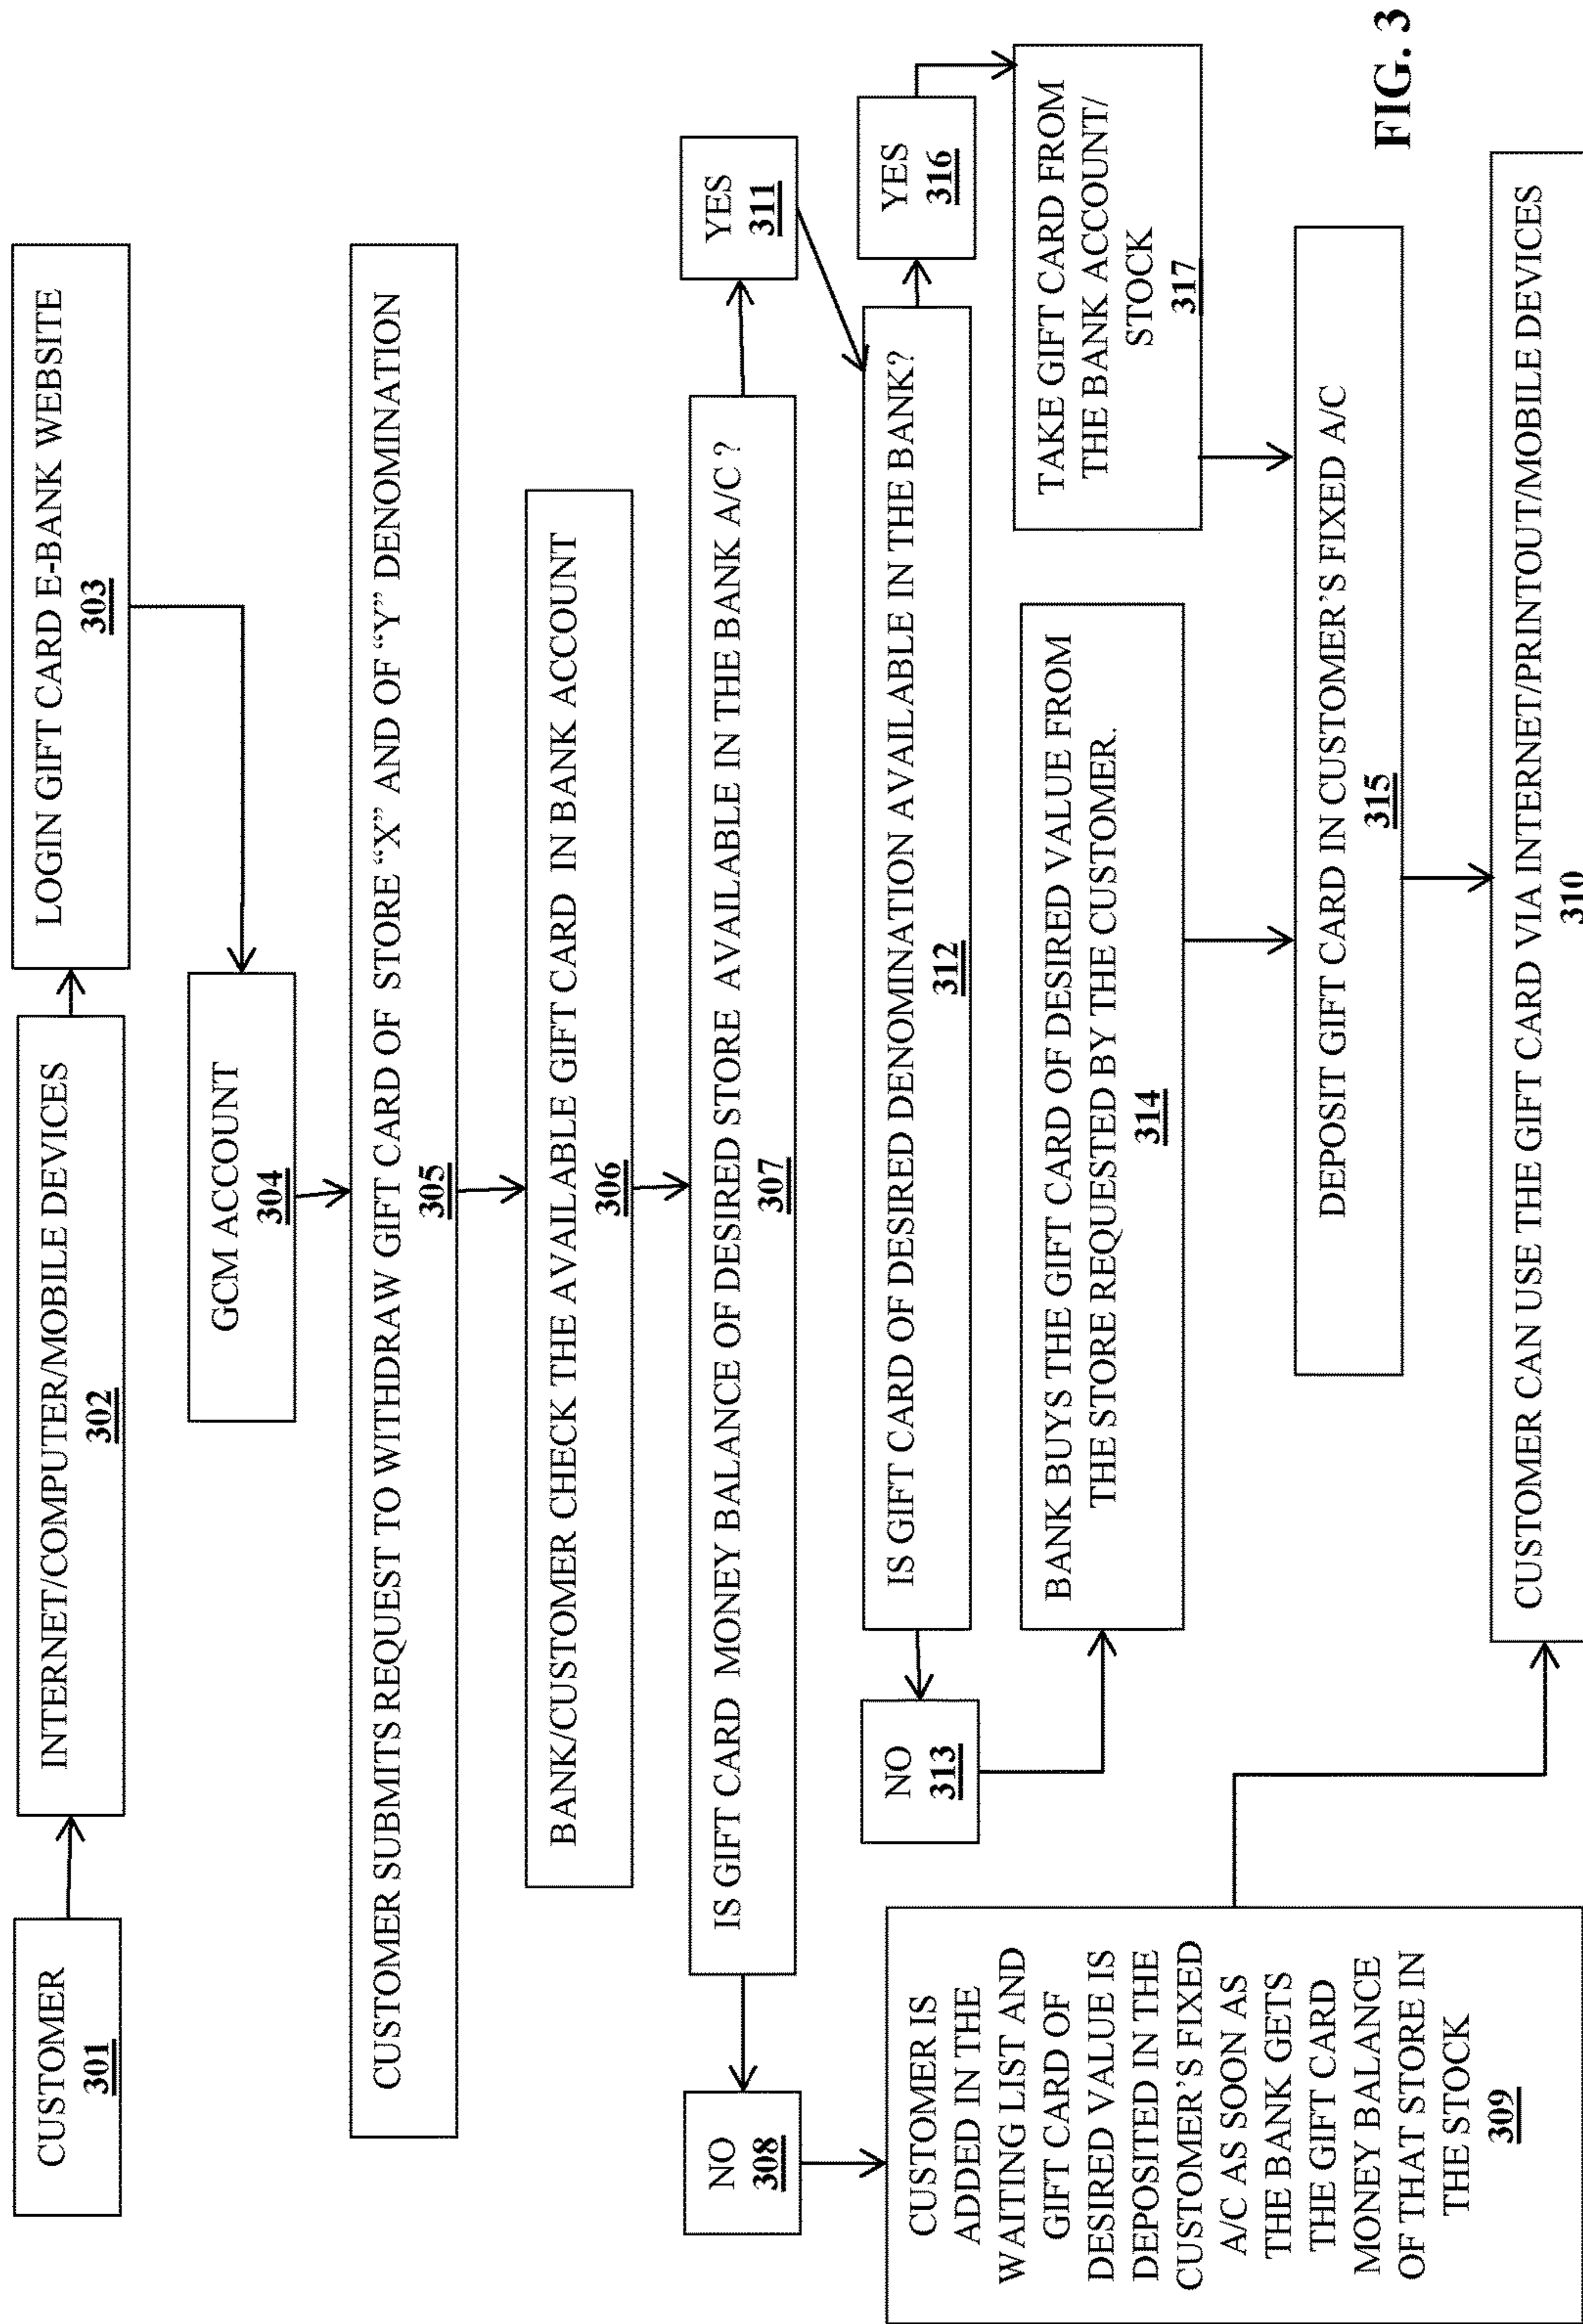 CUSTOMER
301
INTERNET/COMPUTER/MOBILE DEVICES
302
LOGIN GIFT CARD E-BANK WEBSITE
303
GCM ACCOUNT
304
CUSTOMER SUBMITS REQUEST TO WITHDRAW GIFT CARD OF STORE “X” AND OF “Y” DENOMINATION
305
BANK/CUSTOMER CHECK THE AVAILABLE GIFT CARD IN BANK ACCOUNT
306
IS GIFT CARD MONEY BALANCE OF DESIRED STORE AVAILABLE IN THE BANK A/C ?
307
NO
308
YES
311
CUSTOMER IS
ADDED IN THE
WAITING LIST AND
GIFT CARD OF
DESIRED VALUE IS
DEPOSITED IN THE
CUSTOMER’S FIXED
A/C AS SOON AS
THE BANK GETS
THE GIFT CARD
MONEY BALANCE
OF THAT STORE IN
THE STOCK
309
IS GIFT CARD OF DESIRED DENOMINATION AVAILABLE IN THE BANK?
312
NO
313
YES
316
BANK BUYS THE GIFT CARD OF DESIRED VALUE FROM
THE STORE REQUESTED BY THE CUSTOMER.
314
TAKE GIFT CARD FROM
THE BANK ACCOUNT/
STOCK
317
DEPOSIT GIFT CARD IN CUSTOMER’S FIXED A/C
315
CUSTOMER CAN USE THE GIFT CARD VIA INTERNET/PRINTOUT/MOBILE DEVICES
310
FIG. 3